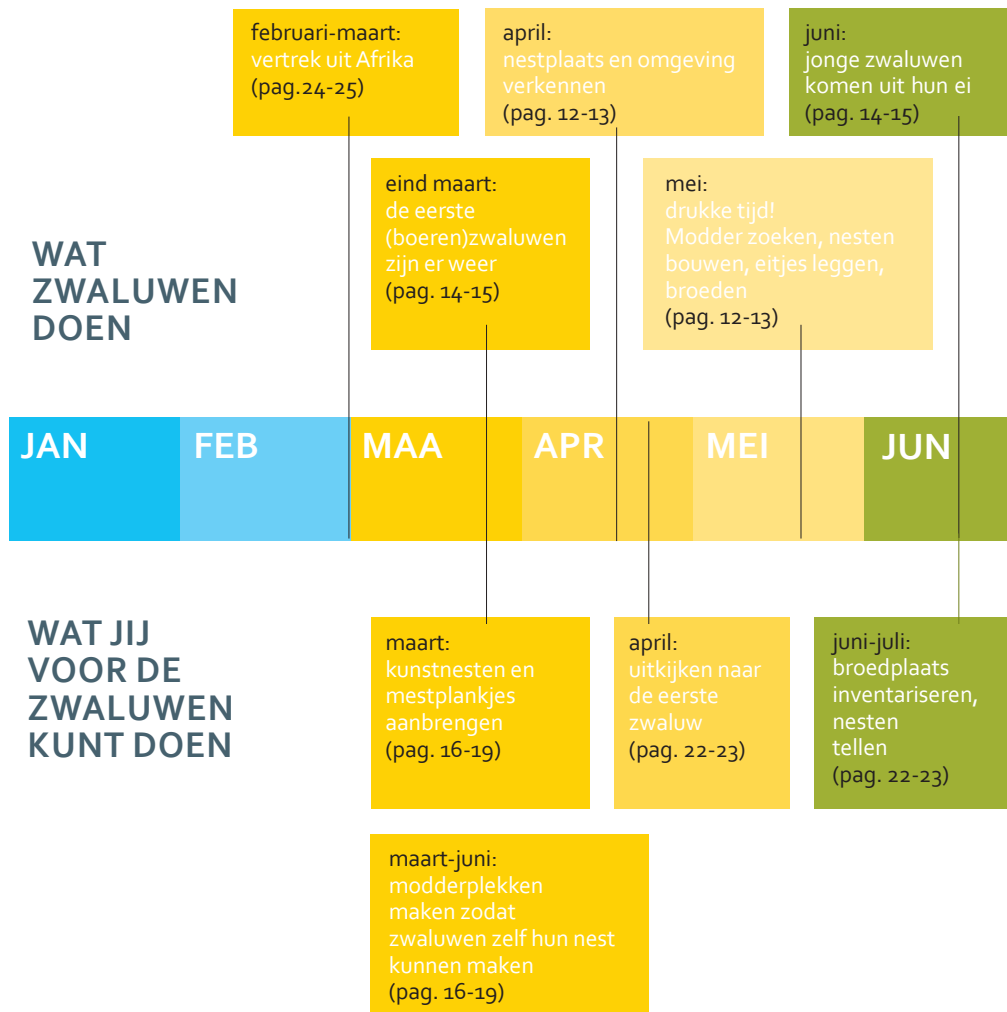 februari-maart:
vertrek uit Afrika
(pag.24-25)
april:
nestplaats en omgeving
verkennen
(pag. 12-13)
juni:
jonge zwaluwen
komen uit hun ei
(pag. 14-15)
eind maart:
de eerste
(boeren)zwaluwen
zijn er weer
(pag. 14-15)
mei:
drukke tijd!
Modder zoeken, nesten
bouwen, eitjes leggen,
broeden
(pag. 12-13)
WAT
ZWALUWEN
DOEN
JAN FEB MAA APR MEI JUN
WAT JIJ
VOOR DE
ZWALUWEN
KUNT DOEN
maart:
kunstnesten en
mestplankjes
aanbrengen
(pag. 16-19)
april:
uitkijken naar
de eerste
zwaluw
(pag. 22-23)
juni-juli:
broedplaats
inventariseren,
nesten
tellen
(pag. 22-23)
maart-juni:
modderplekken
maken zodat
zwaluwen zelf hun nest
kunnen maken
(pag. 16-19)